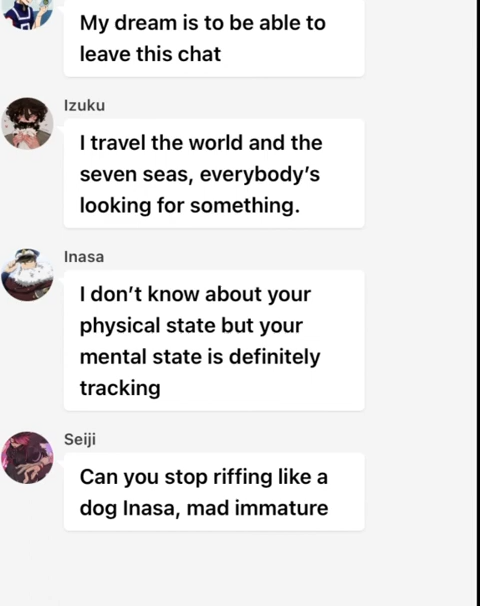 My dream is to be able to
leave this chat
Izuku
I travel the world and the
seven seas, everybody’s
looking for something.
Inasa
I don’t know about your
physical state but your
mental state is definitely
tracking
Seiji
Can you stop riffing like a
dog Inasa, mad immature